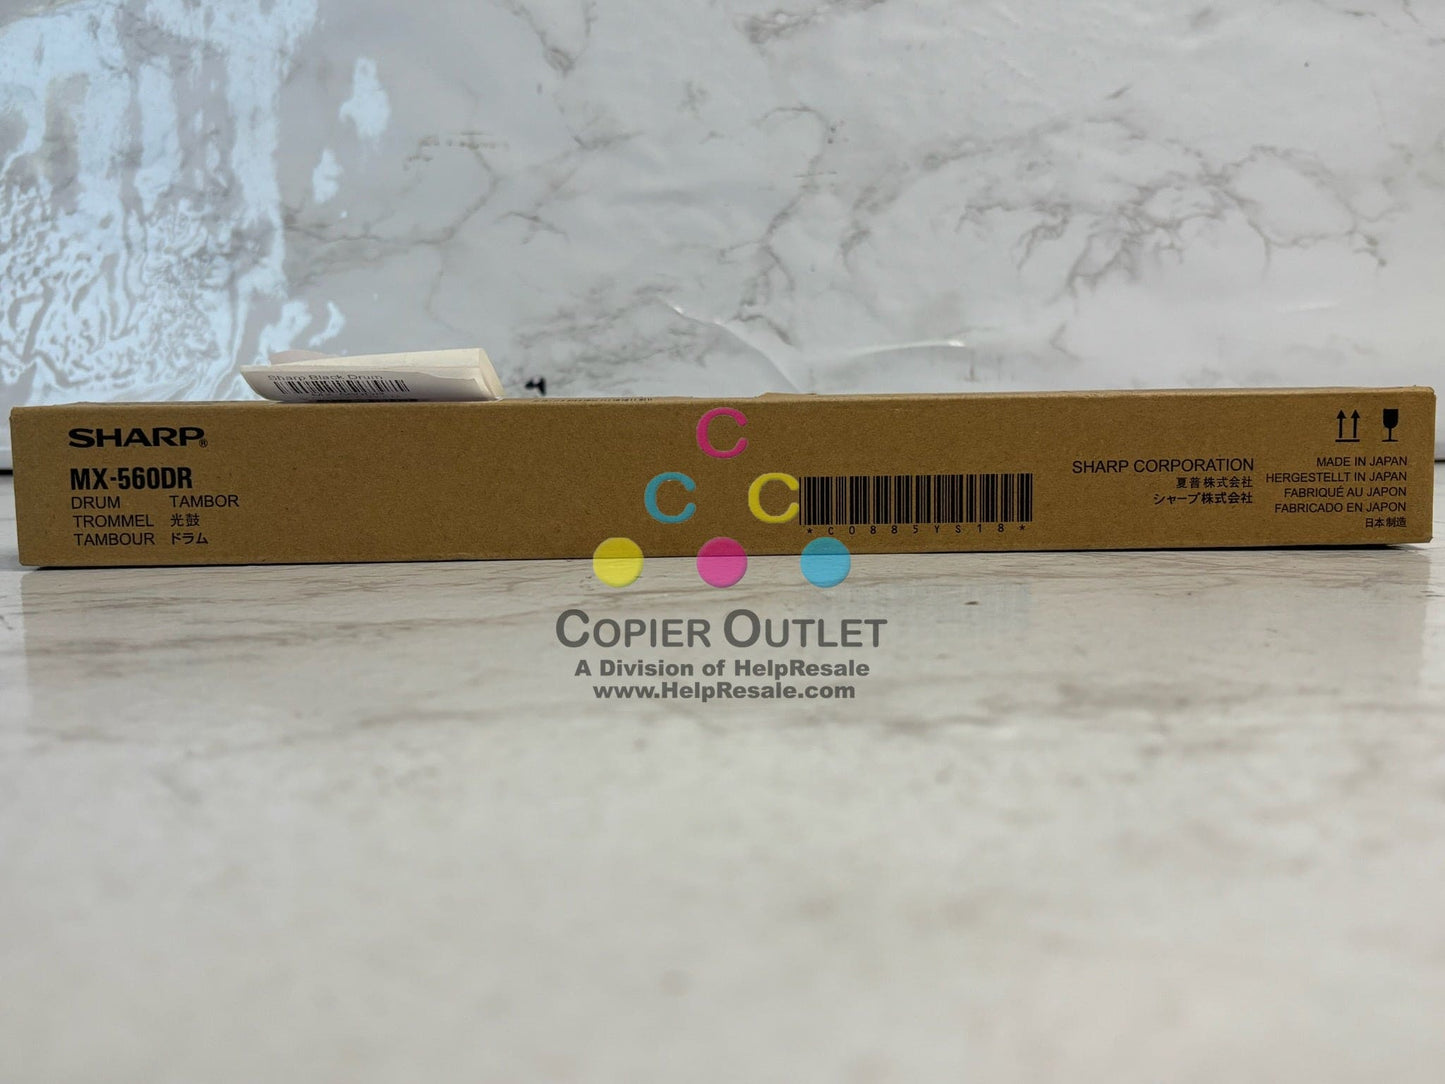 Sharp Black Drum
SHARP®
MX-560DR
DRUM TAMBOR
TROMMEL 光鼓
TAMBOUR ドラム
C
C C
*C0885YS18*
SHARP CORPORATION
夏普株式会社
シャープ株式会社
MADE IN JAPAN
HERGESTELLT IN JAPAN
FABRIQUÉ AU JAPON
FABRICADO EN JAPON
日本制造
COPIER OUTLET
A Division of HelpResale
www.HelpResale.com